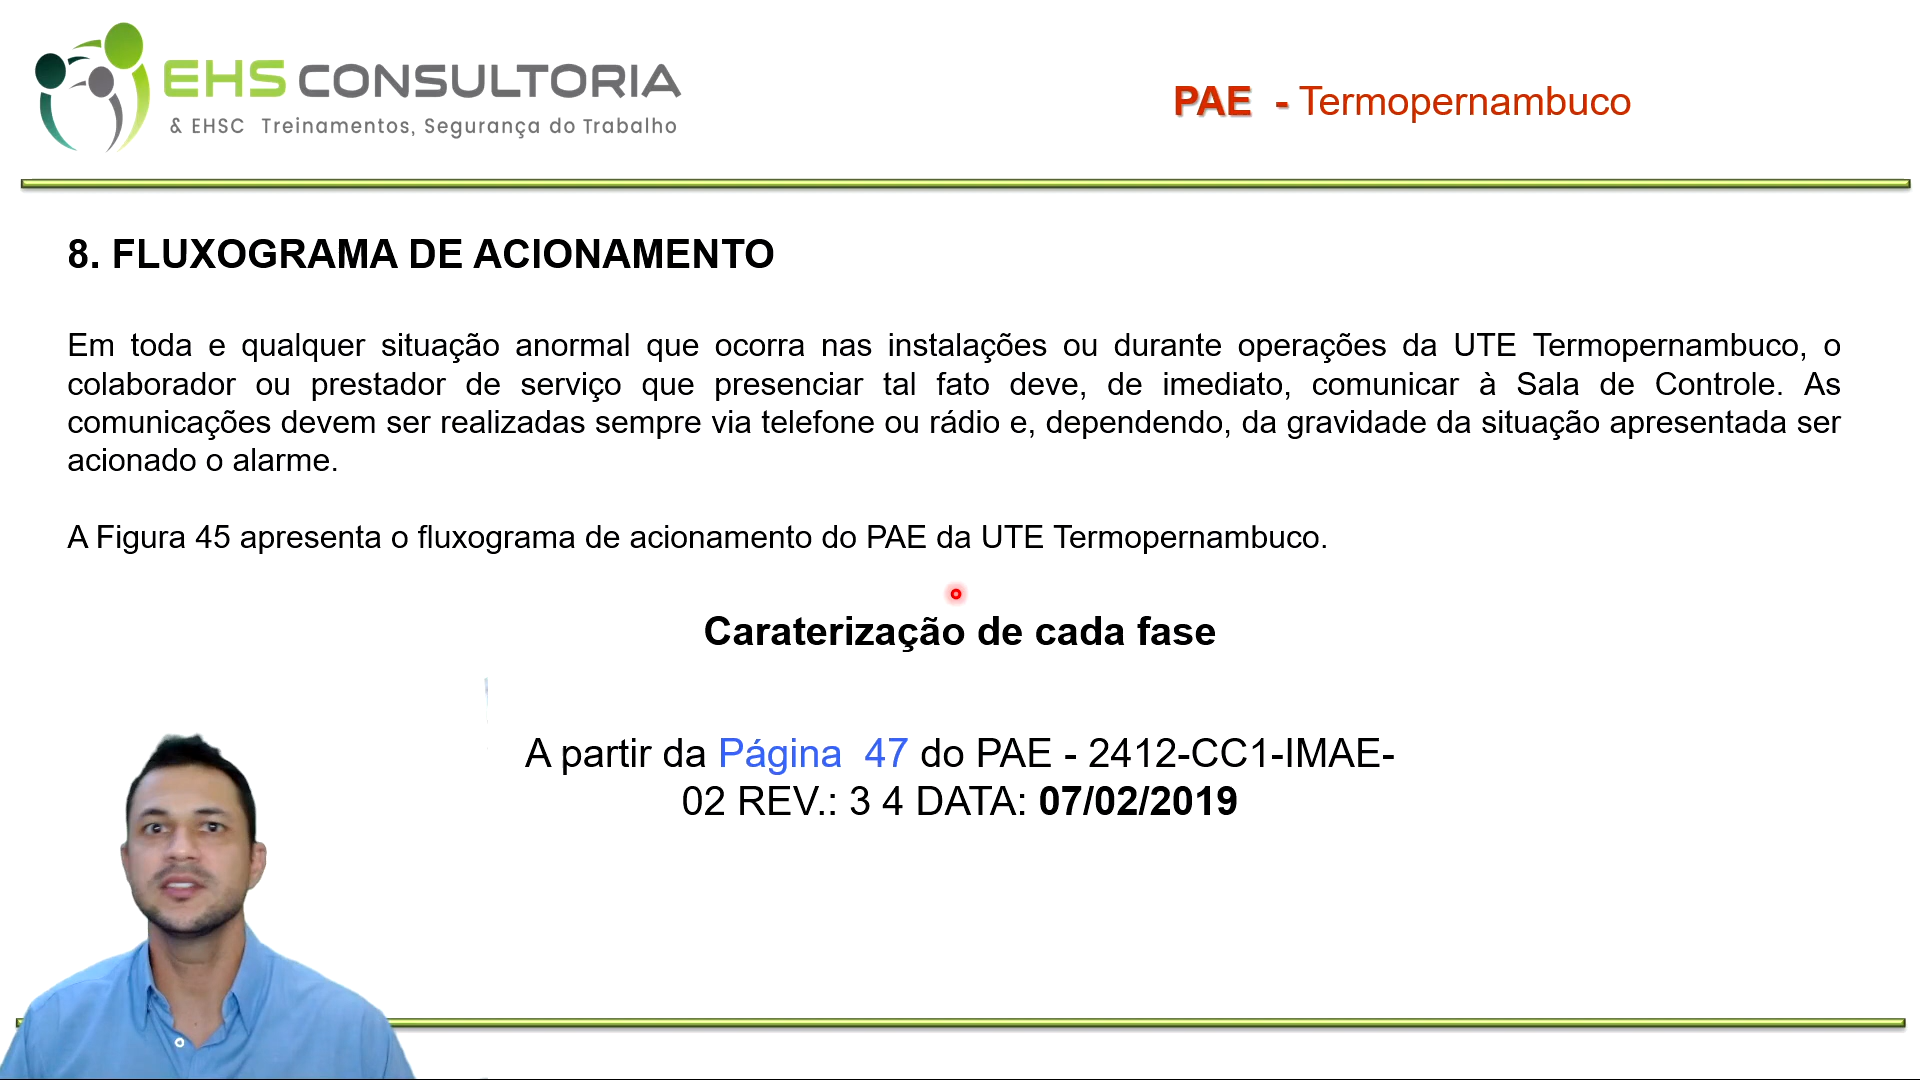 EHS CONSULTORIA
& EHSC Treinamentos, Segurança do Trabalho
PAE - Termopernambuco
8. FLUXOGRAMA DE ACIONAMENTO
Em toda e qualquer situação anormal que ocorra nas instalações ou durante operações da UTE Termopernambuco, o
colaborador ou prestador de serviço que presenciar tal fato deve, de imediato, comunicar à Sala de Controle. As
comunicações devem ser realizadas sempre via telefone ou rádio e, dependendo, da gravidade da situação apresentada ser
acionado o alarme.
A Figura 45 apresenta o fluxograma de acionamento do PAE da UTE Termopernambuco.
Caraterização de cada fase
A partir da Página 47 do PAE - 2412-CC1-IMAE-
02 REV.: 3 4 DATA: 07/02/2019